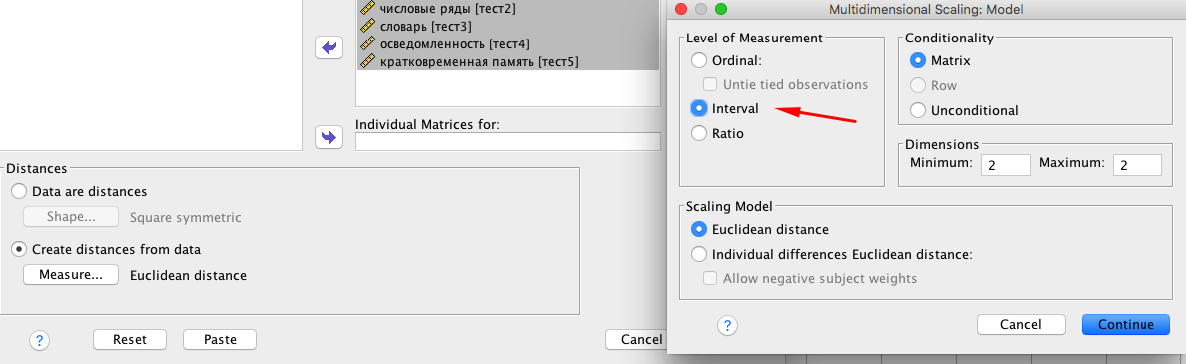 числовые ряды [тест2]
словарь [тест3]
осведомленность [тест4]
кратковременная память [тест5]
Individual Matrices for:
Distances
Data are distances
Shape...
Square symmetric
Create distances from data
Measure...
Euclidean distance
?
Reset
Paste
Cancel
Multidimensional Scaling: Model
Level of Measurement
Ordinal:
Untie tied observations
Interval
Ratio
Conditionality
Matrix
Row
Unconditional
Dimensions
Minimum: 2 Maximum: 2
Scaling Model
Euclidean distance
Individual differences Euclidean distance:
Allow negative subject weights
?
Cancel
Continue